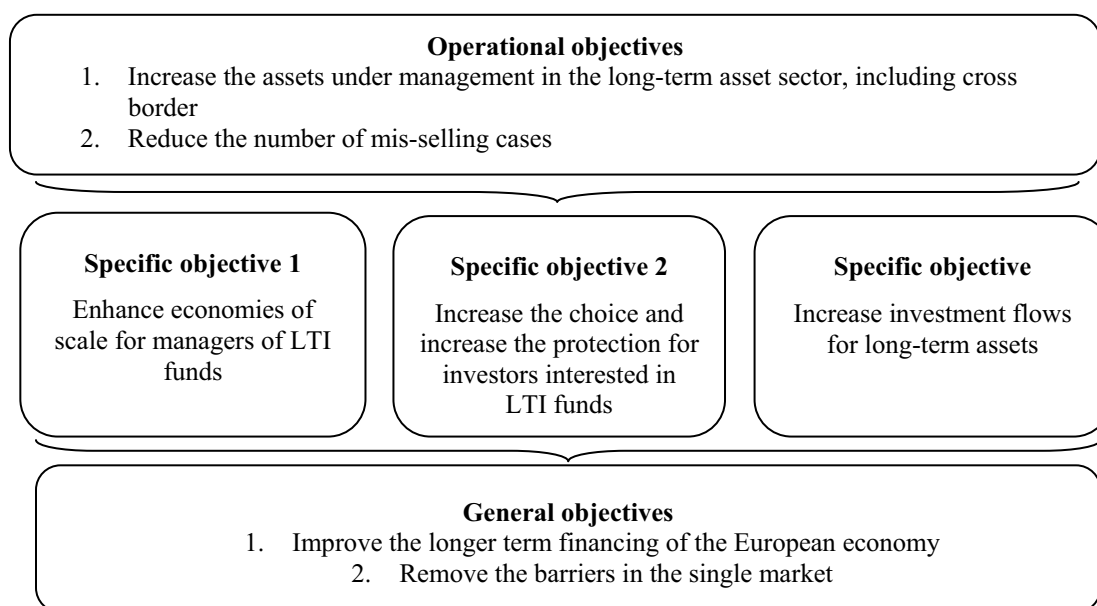 Operational objectives
1. Increase the assets under management in the long-term asset sector, including cross
border
2. Reduce the number of mis-selling cases
Specific objective 1
Enhance economies of
scale for managers of LTI
funds
Specific objective 2
Increase the choice and
increase the protection for
investors interested in
LTI funds
Specific objective
Increase investment flows
for long-term assets
General objectives
1. Improve the longer term financing of the European economy
2. Remove the barriers in the single market